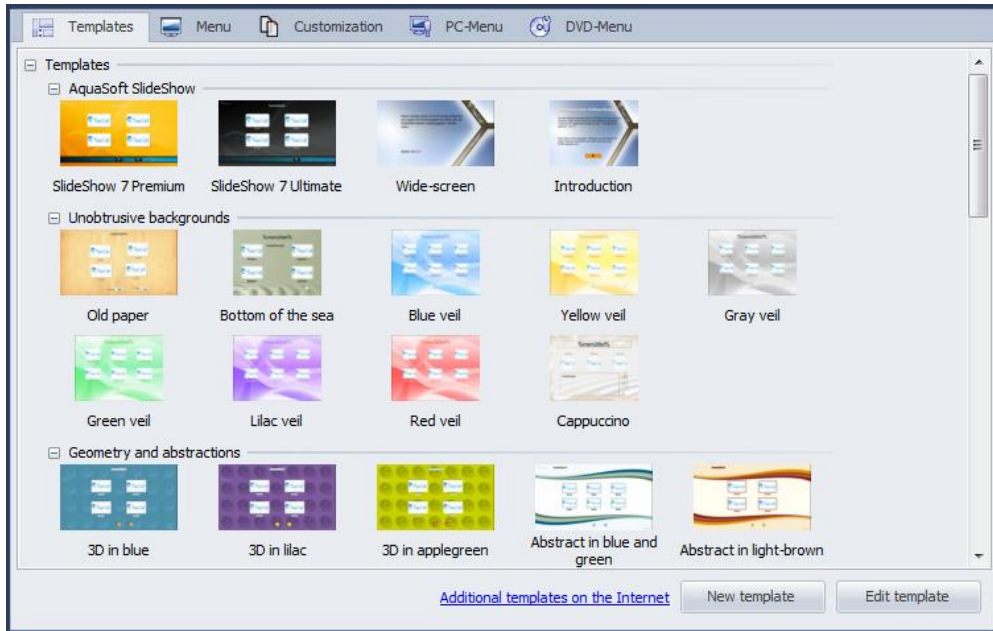 Templates Menu Customization PC-Menu DVD-Menu
Templates
AquaSoft SlideShow
SlideShow 7 Premium SlideShow 7 Ultimate Wide-screen Introduction
Unobtrusive backgrounds
Old paper Bottom of the sea Blue veil Yellow veil Gray veil
Green veil Lilac veil Red veil Cappuccino
Geometry and abstractions
3D in blue 3D in lilac 3D in applegreen Abstract in blue and green Abstract in light-brown
Additional templates on the Internet New template Edit template